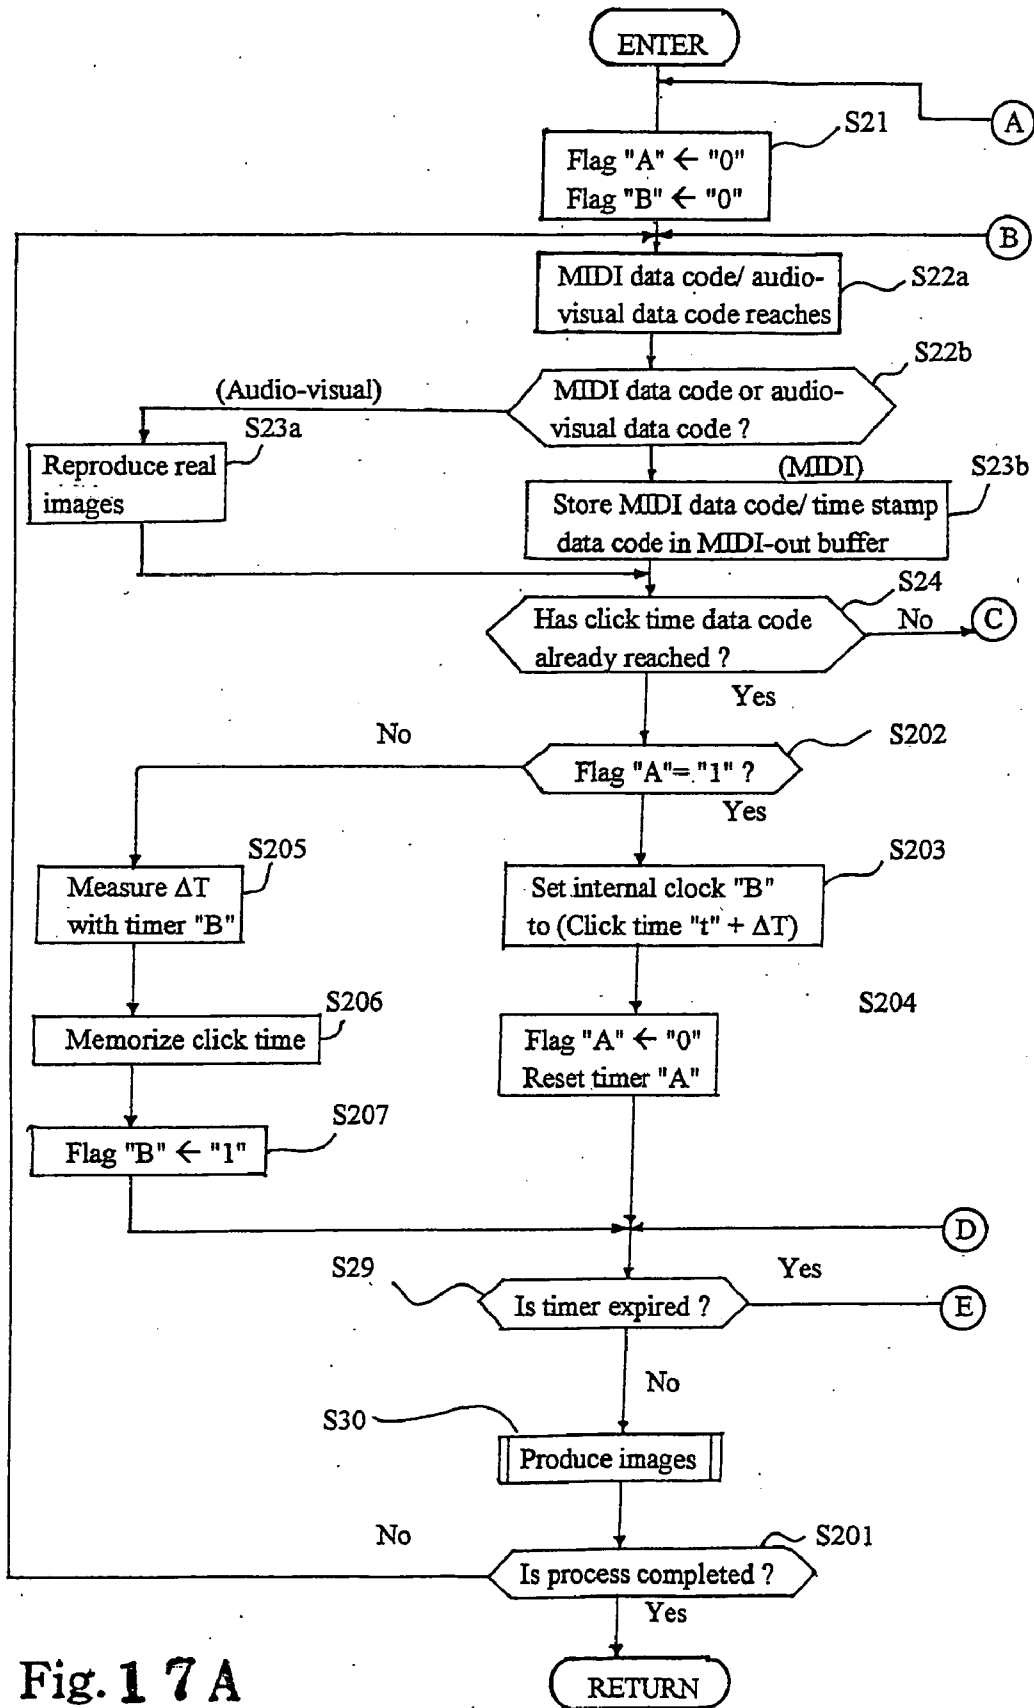 ENTER
A
S21
Flag "A" ← "0"
Flag "B" ← "0"
B
MIDI data code/ audio-
visual data code reaches
S22a
S22b
(Audio-visual)
MIDI data code or audio-
visual data code ?
S23a
Reproduce real
images
(MIDI)
S23b
Store MIDI data code/ time stamp
data code in MIDI-out buffer
S24
Has click time data code
already reached ?
No
C
Yes
No
S202
Flag "A"= "1" ?
Yes
S205
Measure ΔT
with timer "B"
S203
Set internal clock "B"
to (Click time "t" + ΔT)
S206
Memorize click time
S204
Flag "A" ← "0"
Reset timer "A"
S207
Flag "B" ← "1"
D
S29
Yes
Is timer expired ?
E
No
S30
Produce images
No
S201
Is process completed ?
Yes
RETURN
Fig. 17A